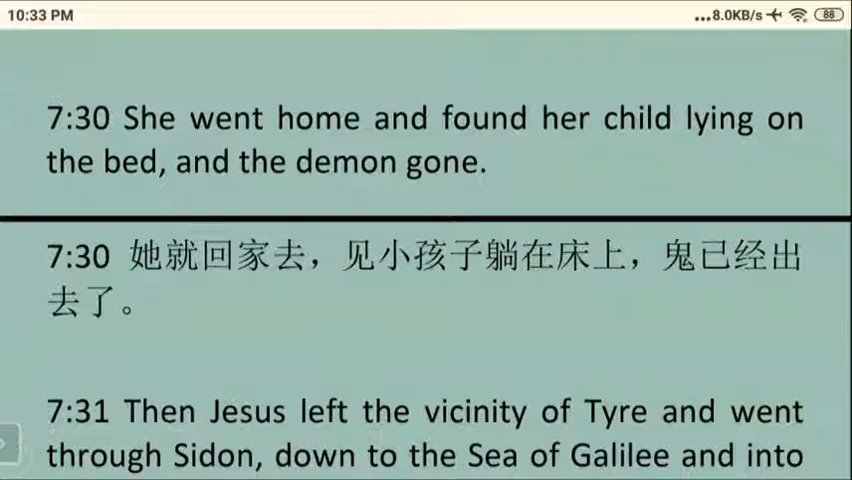 10:33 PM ...8.0KB/s 88
7:30 She went home and found her child lying on
the bed, and the demon gone.
7:30 她就回家去，见小孩子躺在床上，鬼已经出
去了。
7:31 Then Jesus left the vicinity of Tyre and went
through Sidon, down to the Sea of Galilee and into